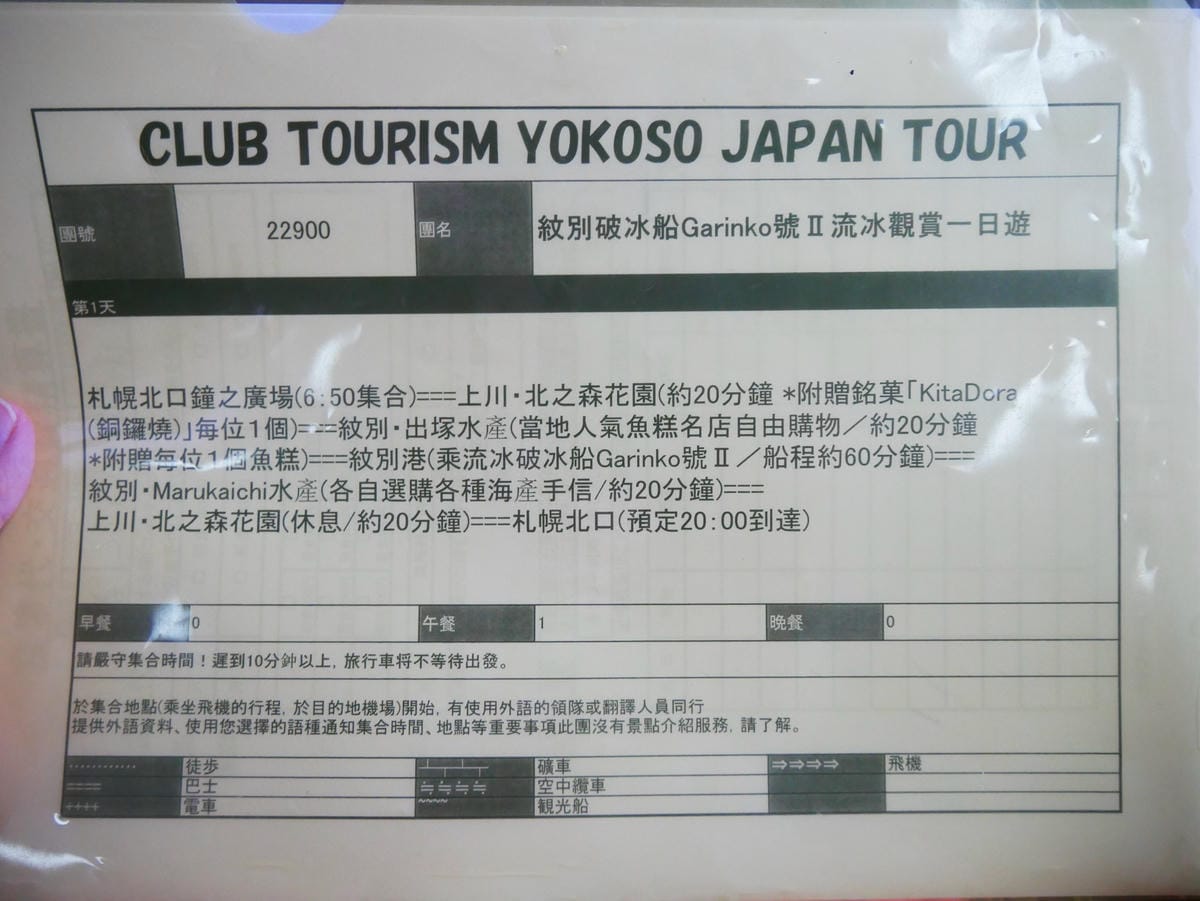 CLUB TOURISM YOKOSO JAPAN TOUR
團號 22900 團名 紋別破冰船Garinko號Ⅱ流冰觀賞一日遊
第1天
札幌北口鐘之廣場(6:50集合)===上川・北之森花園(約20分鐘 *附贈銘菓「KitaDora
(銅鑼燒)」每位1個)===紋別・出塚水產(當地人氣魚糕名店自由購物／約20分鐘
*附贈每位1個魚糕)===紋別港(乘流冰破冰船Garinko號Ⅱ／船程約60分鐘)===
紋別・Marukaichi水產(各自選購各種海產手信/約20分鐘)===
上川・北之森花園(休息/約20分鐘)===札幌北口(預定20:00到達)
早餐 0 午餐 1 晚餐 0
請嚴守集合時間！遲到10分鈡以上, 旅行車将不等待出發。
於集合地點(乘坐飛機的行程, 於目的地機場)開始, 有使用外語的領隊或翻譯人員同行
提供外語資料、使用您選擇的語種通知集合時間、地點等重要事項此團沒有景點介紹服務, 請了解。
............ 徒步 礦車 ⇒⇒⇒⇒ 飛機
=== 巴士 ≒≒≒≒ 空中纜車
++++ 電車 ~~~~ 観光船